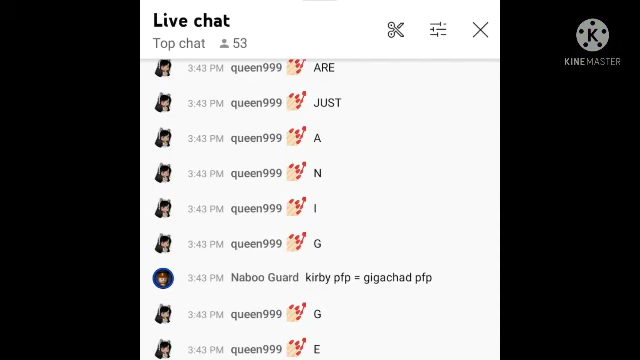 Live chat
Top chat 53
K
KINEMASTER
3:43 PM queen999 ARE
3:43 PM queen999 JUST
3:43 PM queen999 A
3:43 PM queen999 N
3:43 PM queen999 I
3:43 PM queen999 G
3:43 PM Naboo Guard kirby pfp = gigachad pfp
3:43 PM queen999 G
3:43 PM queen999 E